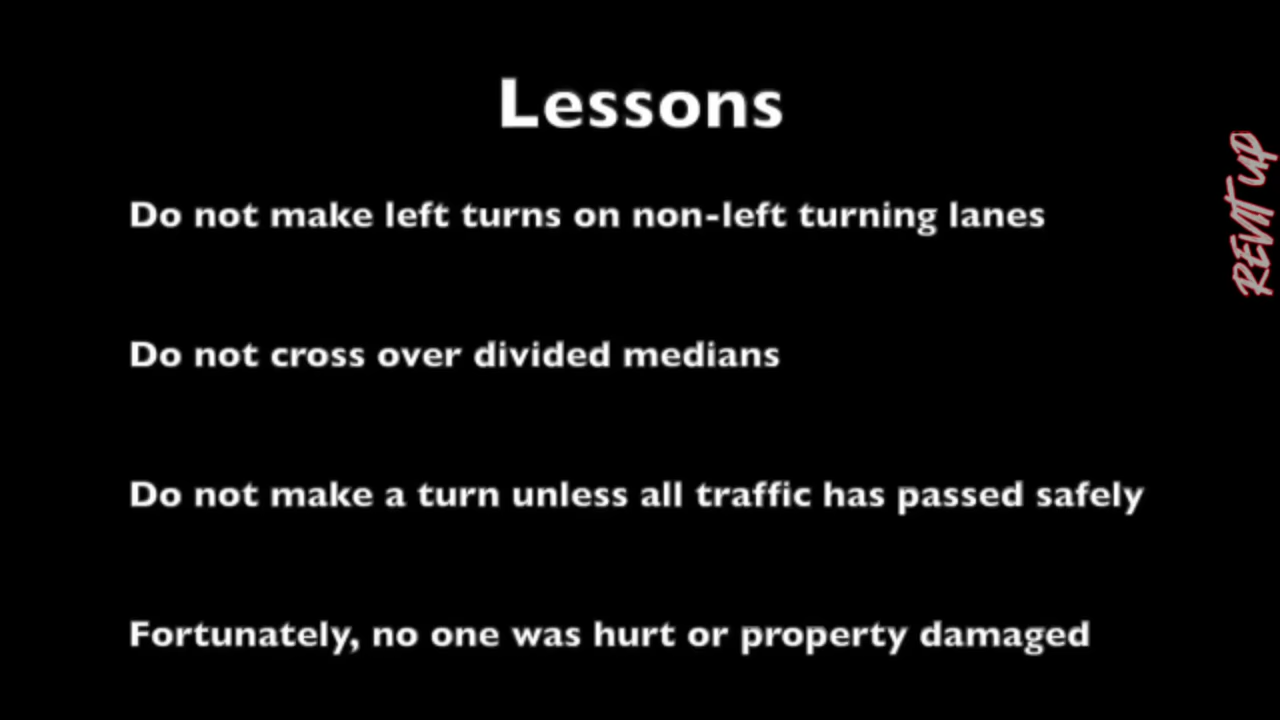 Lessons
Do not make left turns on non-left turning lanes
Do not cross over divided medians
Do not make a turn unless all traffic has passed safely
Fortunately, no one was hurt or property damaged
REVIT UP